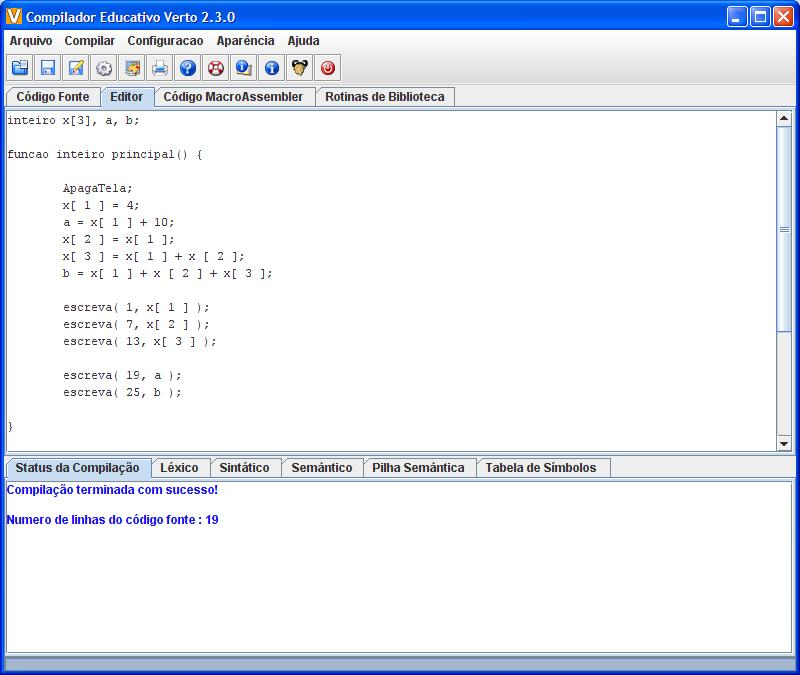 Compilador Educativo Verto 2.3.0
Arquivo Compilar Configuracao Aparência Ajuda
Código Fonte Editor Código MacroAssembler Rotinas de Biblioteca
inteiro x[3], a, b;
funcao inteiro principal() {
ApagaTela;
x[ 1 ] = 4;
a = x[ 1 ] + 10;
x[ 2 ] = x[ 1 ];
x[ 3 ] = x[ 1 ] + x [ 2 ];
b = x[ 1 ] + x [ 2 ] + x[ 3 ];
escreva( 1, x[ 1 ] );
escreva( 7, x[ 2 ] );
escreva( 13, x[ 3 ] );
escreva( 19, a );
escreva( 25, b );
}
Status da Compilação Léxico Sintático Semântico Pilha Semântica Tabela de Símbolos
Compilação terminada com sucesso!
Numero de linhas do código fonte : 19